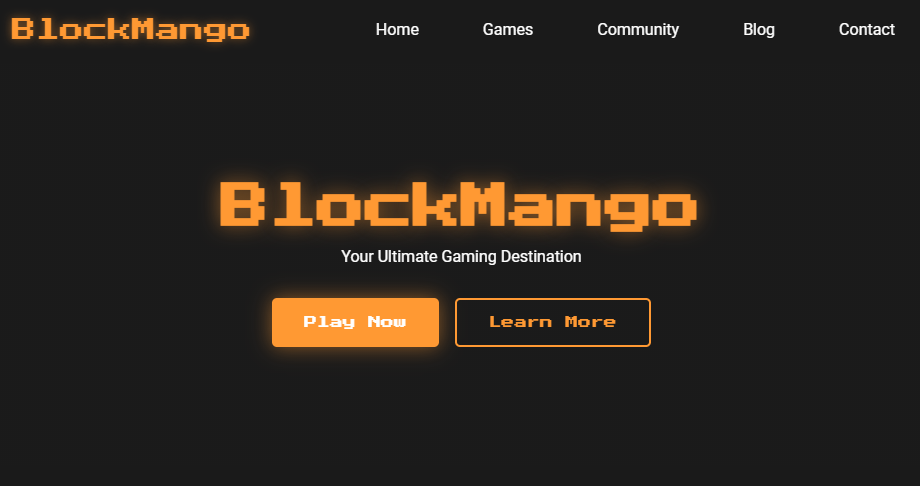 BlockMango Home Games Community Blog Contact
BlockMango
Your Ultimate Gaming Destination
Play Now Learn More